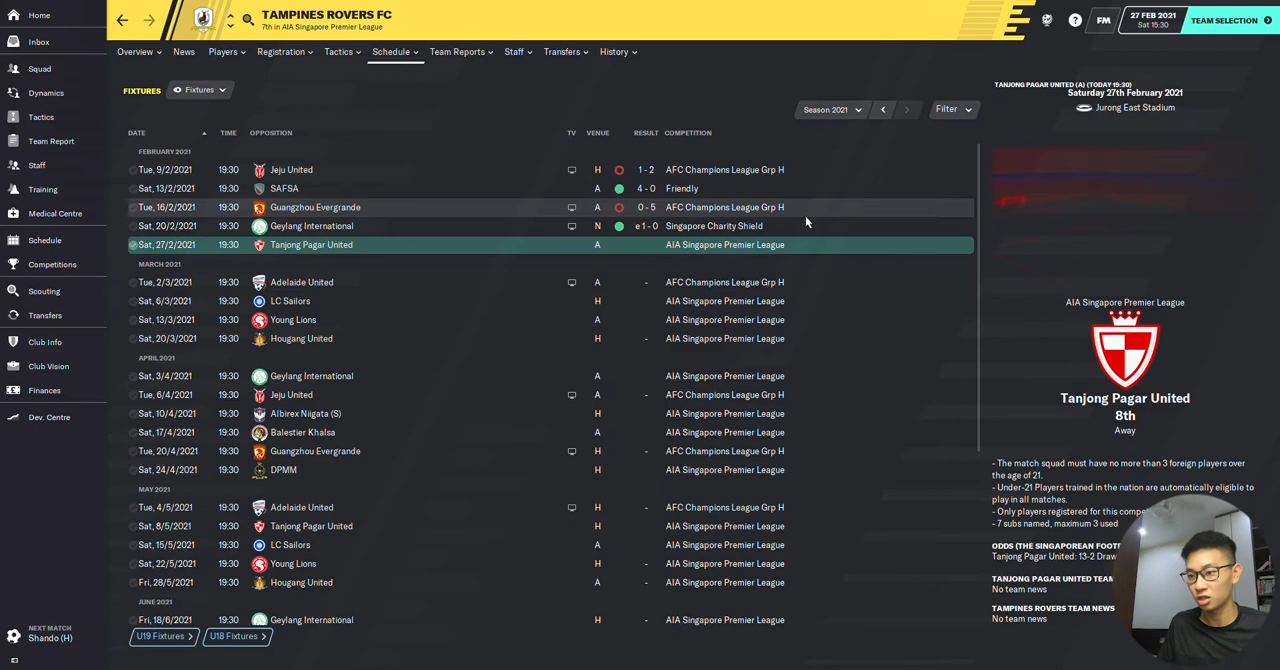 Home
Inbox
Squad
Dynamics
Tactics
Team Report
Staff
Training
Medical Centre
Schedule
Competitions
Scouting
Transfers
Club Info
Club Vision
Finances
Dev. Centre
NEXT MATCH
Shando (H)
TAMPINES ROVERS FC
7th in AIA Singapore Premier League
? FM
27 FEB 2021
Sat 15:30
TEAM SELECTION
Overview News Players Registration Tactics Schedule Team Reports Staff Transfers History
FIXTURES Fixtures
Season 2021 Filter
DATE TIME OPPOSITION TV VENUE RESULT COMPETITION
FEBRUARY 2021
Tue, 9/2/2021 19:30 Jeju United H 1 - 2 AFC Champions League Grp H
Sat, 13/2/2021 19:30 SAFSA A 4 - 0 Friendly
Tue, 16/2/2021 19:30 Guangzhou Evergrande A 0 - 5 AFC Champions League Grp H
Sat, 20/2/2021 19:30 Geylang International N e 1 - 0 Singapore Charity Shield
Sat, 27/2/2021 19:30 Tanjong Pagar United A AIA Singapore Premier League
MARCH 2021
Tue, 2/3/2021 19:30 Adelaide United A - AFC Champions League Grp H
Sat, 6/3/2021 19:30 LC Sailors H AIA Singapore Premier League
Sat, 13/3/2021 19:30 Young Lions A AIA Singapore Premier League
Sat, 20/3/2021 19:30 Hougang United H - AIA Singapore Premier League
APRIL 2021
Sat, 3/4/2021 19:30 Geylang International A AIA Singapore Premier League
Tue, 6/4/2021 19:30 Jeju United A - AFC Champions League Grp H
Sat, 10/4/2021 19:30 Albirex Niigata (S) H AIA Singapore Premier League
Sat, 17/4/2021 19:30 Balestier Khalsa A AIA Singapore Premier League
Tue, 20/4/2021 19:30 Guangzhou Evergrande H - AFC Champions League Grp H
Sat, 24/4/2021 19:30 DPMM H AIA Singapore Premier League
MAY 2021
Tue, 4/5/2021 19:30 Adelaide United H - AFC Champions League Grp H
Sat, 8/5/2021 19:30 Tanjong Pagar United H AIA Singapore Premier League
Sat, 15/5/2021 19:30 LC Sailors A AIA Singapore Premier League
Sat, 22/5/2021 19:30 Young Lions H - AIA Singapore Premier League
Fri, 28/5/2021 19:30 Hougang United A - AIA Singapore Premier League
JUNE 2021
Fri, 18/6/2021 19:30 Geylang International H - AIA Singapore Premier League
U19 Fixtures U18 Fixtures
TANJONG PAGAR UNITED (A) (TODAY 19:30)
Saturday 27th February 2021
Jurong East Stadium
AIA Singapore Premier League
Tanjong Pagar United
8th
Away
- The match squad must have no more than 3 foreign players over
the age of 21.
- Under-21 Players trained in the nation are automatically eligible to
play in all matches.
- Only players registered for this
- 7 subs named, maximum 3 used
ODDS (THE SINGAPOREAN
Tanjong Pagar United: 13-2 Draw
TANJONG PAGAR UNITED TEAM
No team news
TAMPINES ROVERS TEAM NEWS
No team news